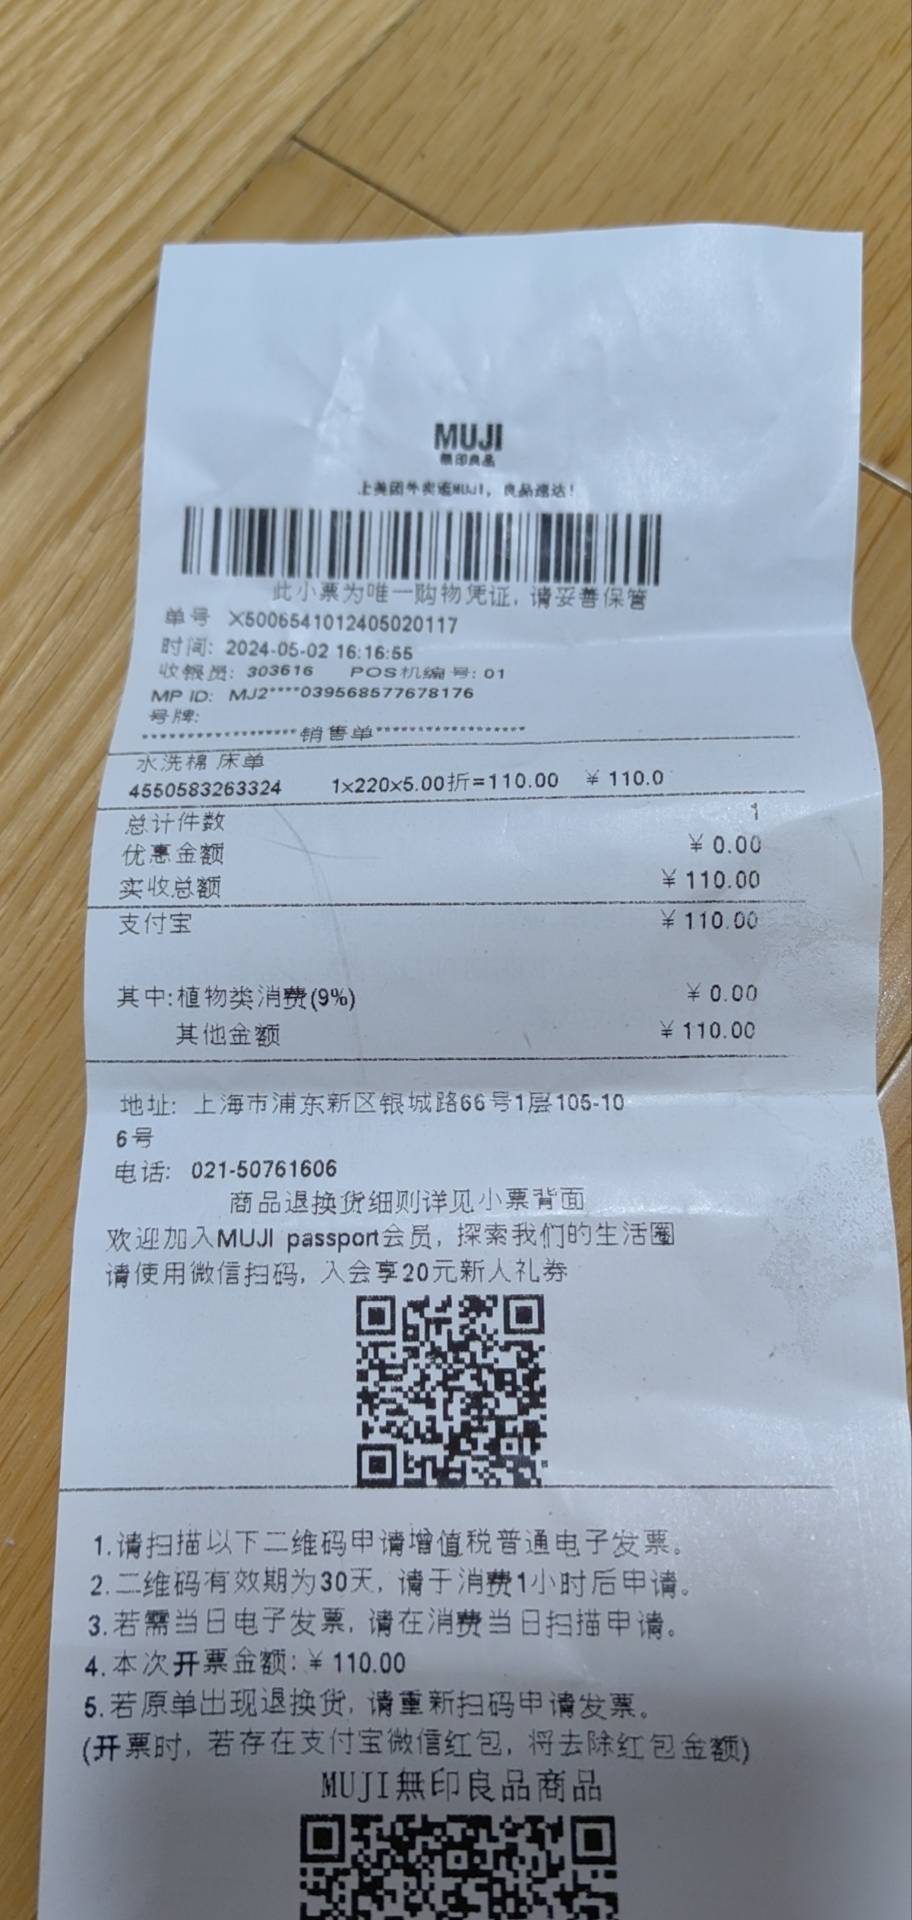 MUJI
無印良品
上美团外卖逛MUJI，良品速达！
此小票为唯一购物凭证，请妥善保管
单号 X5006541012405020117
时间: 2024-05-02 16:16:55
收银员: 303616 POS机编号: 01
MP ID: MJ2****039568577678176
号牌:
******************销售单******************
水洗棉 床单
4550583263324 1x220x5.00折=110.00 ￥ 110.0
总计件数 1
优惠金额 ￥ 0.00
实收总额 ￥ 110.00
支付宝 ￥ 110.00
其中:植物类消费(9%) ￥ 0.00
其他金额 ￥ 110.00
地址: 上海市浦东新区银城路66号1层105-10
6号
电话: 021-50761606
商品退换货细则详见小票背面
欢迎加入MUJI passport会员，探索我们的生活圈
请使用微信扫码，入会享20元新人礼券
1.请扫描以下二维码申请增值税普通电子发票。
2.二维码有效期为30天，请于消费1小时后申请。
3.若需当日电子发票，请在消费当日扫描申请。
4.本次开票金额:￥ 110.00
5.若原单出现退换货，请重新扫码申请发票。
(开票时，若存在支付宝微信红包，将去除红包金额)
MUJI無印良品商品